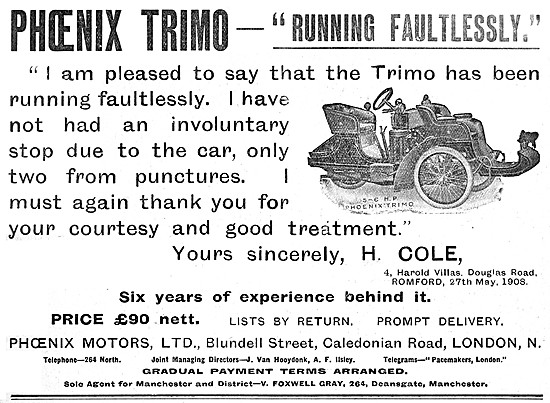 PHŒNIX TRIMO — "RUNNING FAULTLESSLY."
"I am pleased to say that the Trimo has been
running faultlessly. I have
not had an involuntary
stop due to the car, only
two from punctures. I
must again thank you for
your courtesy and good treatment."
5-6 H.P.
PHOENIX TRIMO
Yours sincerely, H. COLE,
4, Harold Villas, Douglas Road,
ROMFORD, 27th May, 1908.
Six years of experience behind it.
PRICE £90 nett. LISTS BY RETURN. PROMPT DELIVERY.
PHŒNIX MOTORS, LTD., Blundell Street, Caledonian Road, LONDON, N.
Telephone—264 North. Joint Managing Directors—J. Van Hooydonk, A. F. Ilsley. Telegrams—"Pacemakers, London."
GRADUAL PAYMENT TERMS ARRANGED.
Sole Agent for Manchester and District—V. FOXWELL GRAY, 264, Deansgate, Manchester.